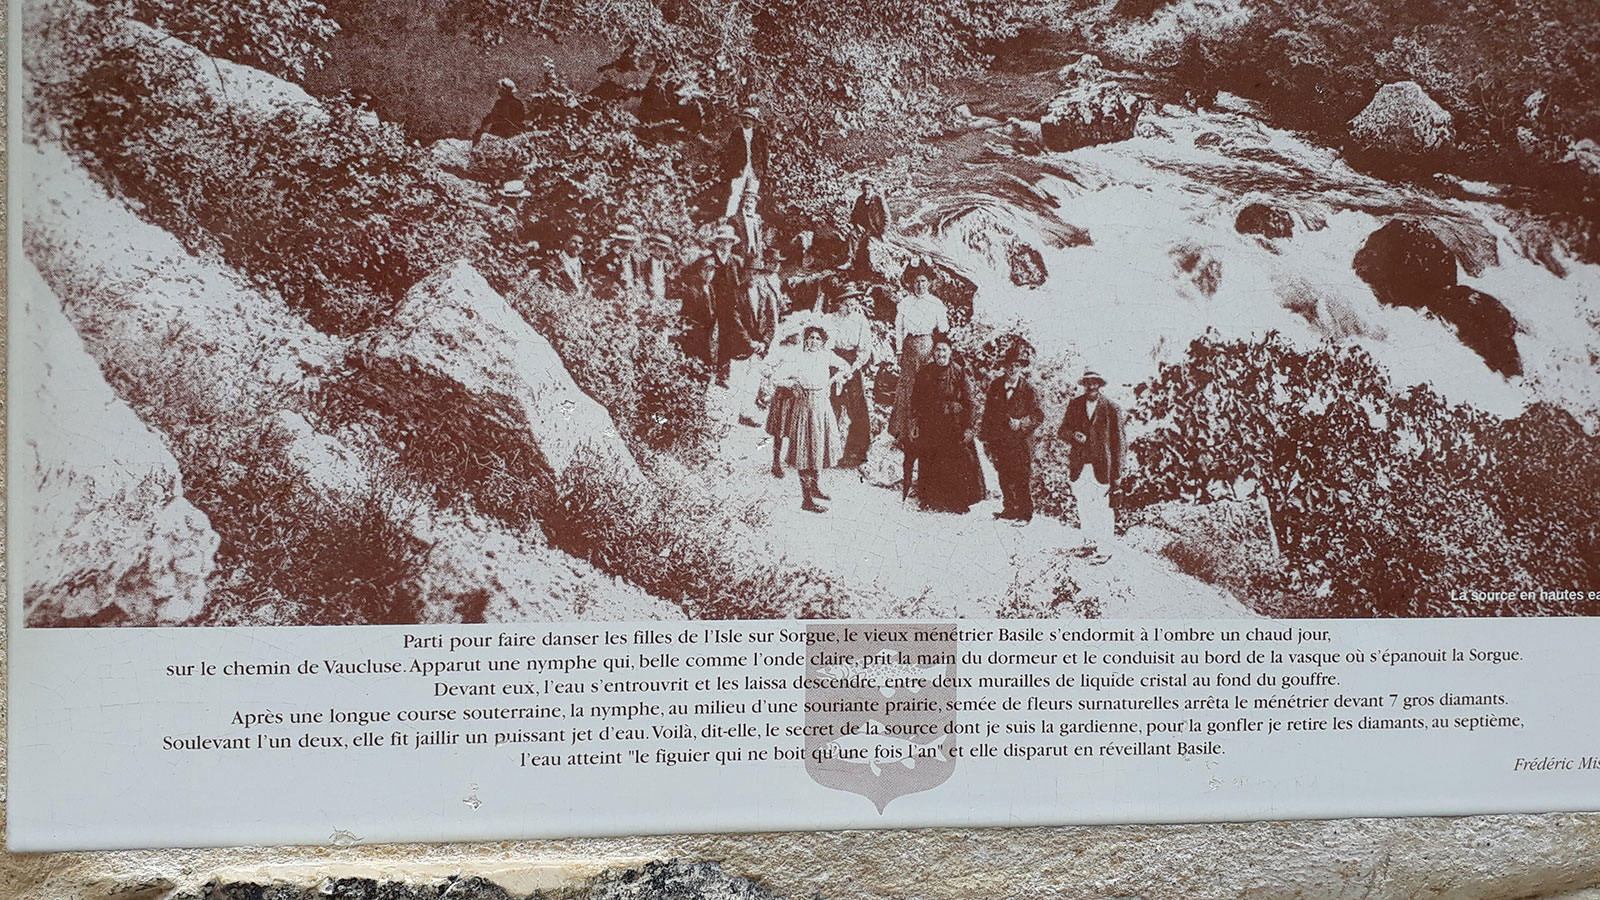 La source en hautes ea
Parti pour faire danser les filles de l'Isle sur Sorgue, le vieux ménétrier Basile s'endormit à l'ombre un chaud jour,
sur le chemin de Vaucluse. Apparut une nymphe qui, belle comme l'onde claire, prit la main du dormeur et le conduisit au bord de la vasque où s'épanouit la Sorgue.
Devant eux, l'eau s'entrouvrit et les laissa descendre, entre deux murailles de liquide cristal au fond du gouffre.
Après une longue course souterraine, la nymphe, au milieu d'une souriante prairie, semée de fleurs surnaturelles arrêta le ménétrier devant 7 gros diamants.
Soulevant l'un deux, elle fit jaillir un puissant jet d'eau. Voilà, dit-elle, le secret de la source dont je suis la gardienne, pour la gonfler je retire les diamants, au septième,
l'eau atteint "le figuier qui ne boit qu'une fois l'an" et elle disparut en réveillant Basile.
Frédéric Mis